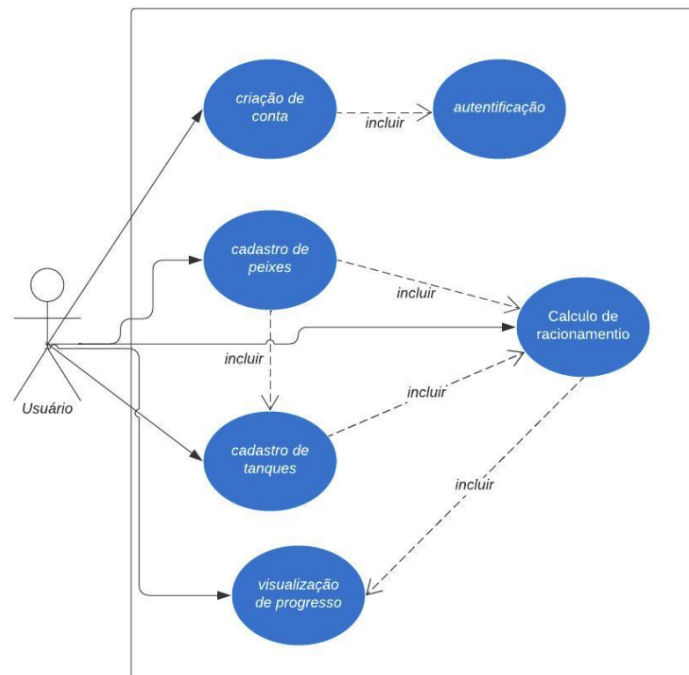 criação de
conta
incluir
autentificação
cadastro de
peixes
incluir
Calculo de
racionamentio
incluir
Usuário
cadastro de
tanques
incluir
incluir
visualização
de progresso